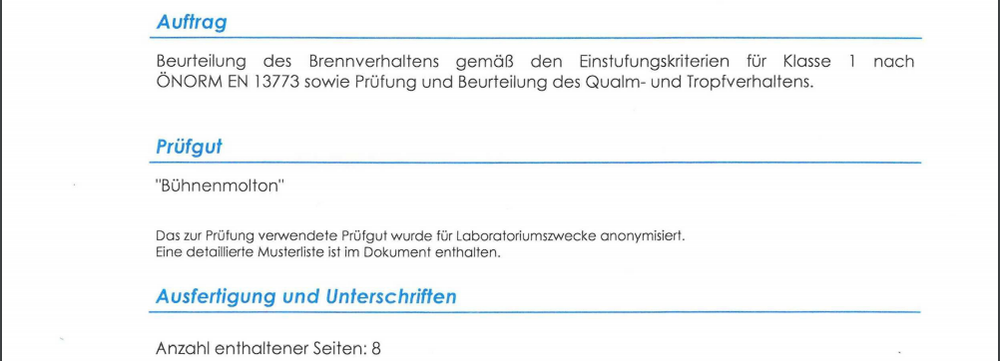 Auftrag
Beurteilung des Brennverhaltens gemäß den Einstufungskriterien für Klasse 1 nach
ÖNORM EN 13773 sowie Prüfung und Beurteilung des Qualm- und Tropfverhaltens.
Prüfgut
"Bühnenmolton"
Das zur Prüfung verwendete Prüfgut wurde für Laboratoriumszwecke anonymisiert.
Eine detaillierte Musterliste ist im Dokument enthalten.
Ausfertigung und Unterschriften
Anzahl enthaltener Seiten: 8